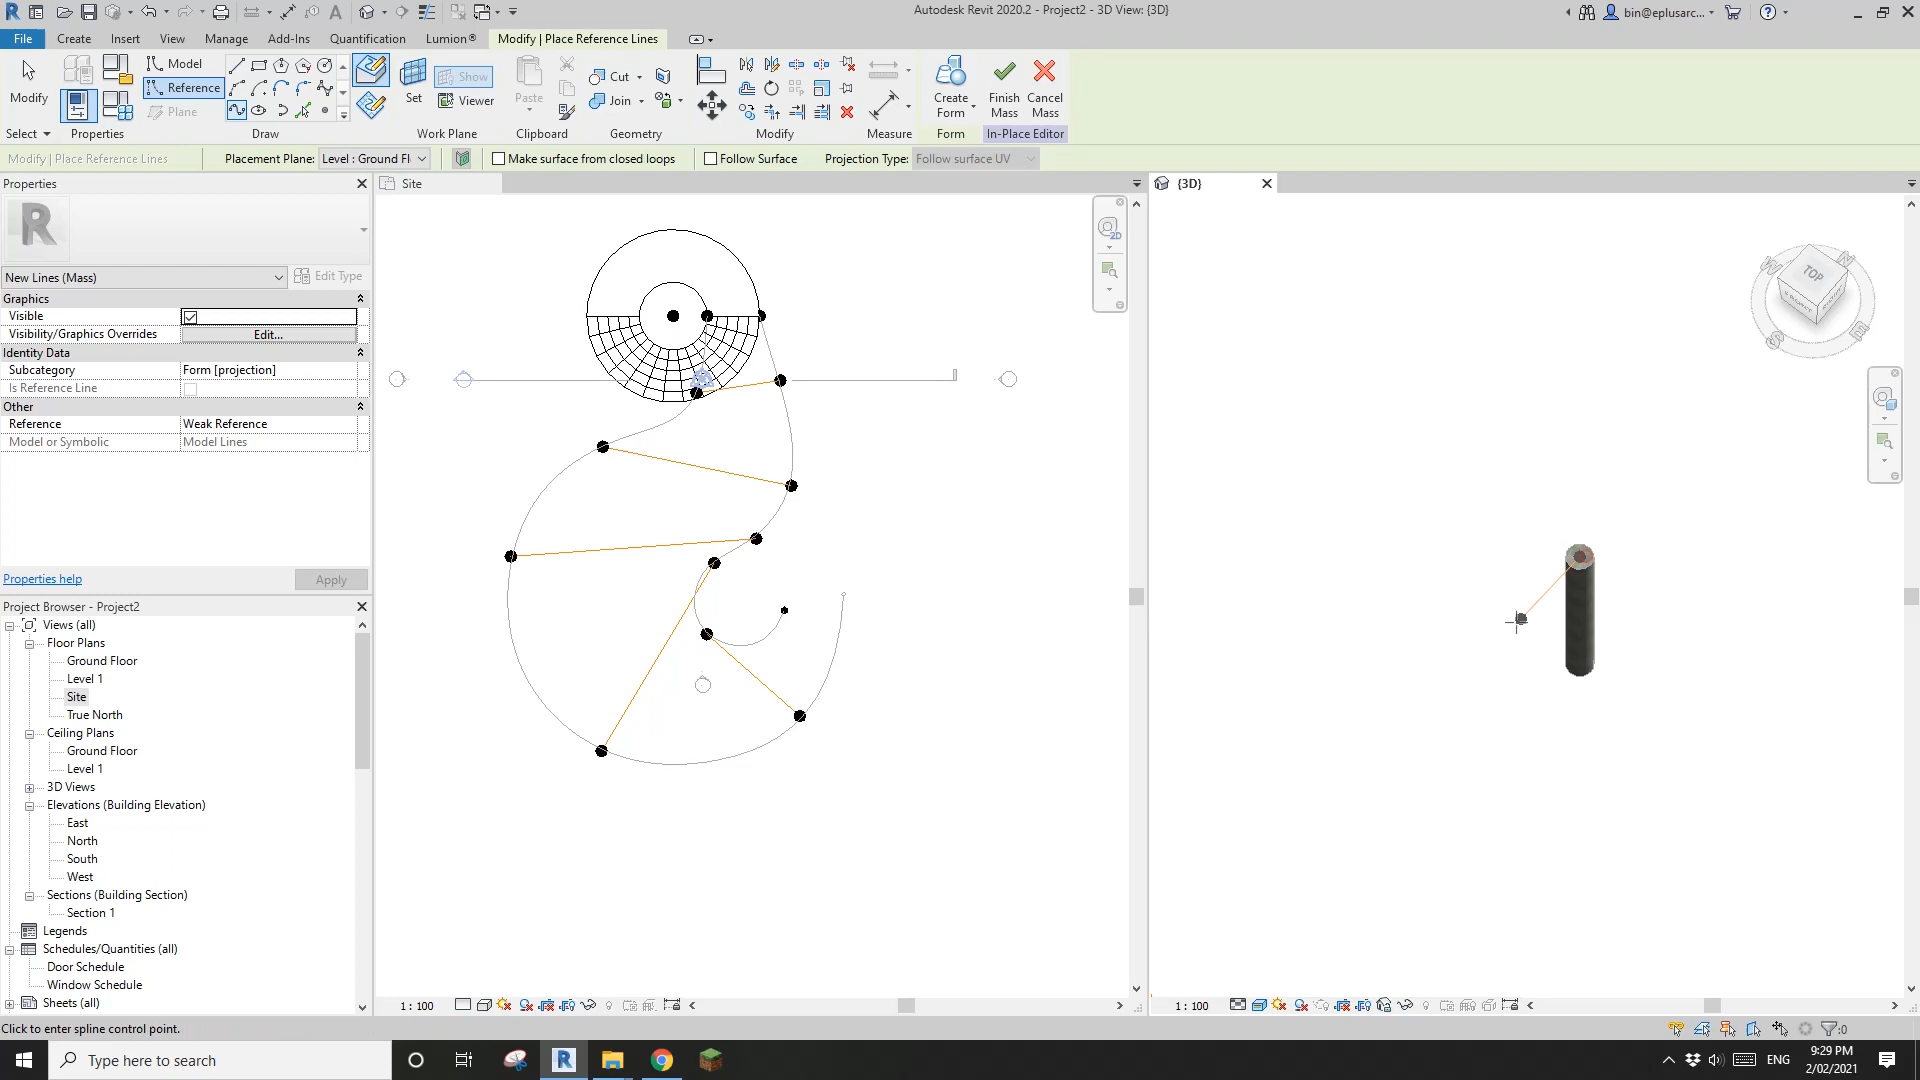 Autodesk Revit 2020.2 - Project2 - 3D View: {3D}
bin@eplusarc...
File Create Insert View Manage Add-Ins Quantification Lumion® Modify | Place Reference Lines
Modify
Model
Reference
Plane
Set
Show
Viewer
Paste
Cut
Join
Create Form
Finish Mass
Cancel Mass
Select Properties Draw Work Plane Clipboard Geometry Modify Measure Form In-Place Editor
Modify | Place Reference Lines Placement Plane: Level : Ground Fl Make surface from closed loops Follow Surface Projection Type: Follow surface UV
Properties
Site
{3D}
R
2D
TOP
FRONT
RIGHT
W
N
S
E
New Lines (Mass) Edit Type
Graphics
Visible
Visibility/Graphics Overrides Edit...
Identity Data
Subcategory Form [projection]
Is Reference Line
Other
Reference Weak Reference
Model or Symbolic Model Lines
Properties help Apply
Project Browser - Project2
Views (all)
Floor Plans
Ground Floor
Level 1
Site
True North
Ceiling Plans
Ground Floor
Level 1
3D Views
Elevations (Building Elevation)
East
North
South
West
Sections (Building Section)
Section 1
Legends
Schedules/Quantities (all)
Door Schedule
Window Schedule
Sheets (all)
1 : 100
1 : 100
Click to enter spline control point.
:0
Type here to search
ENG
9:29 PM
2/02/2021